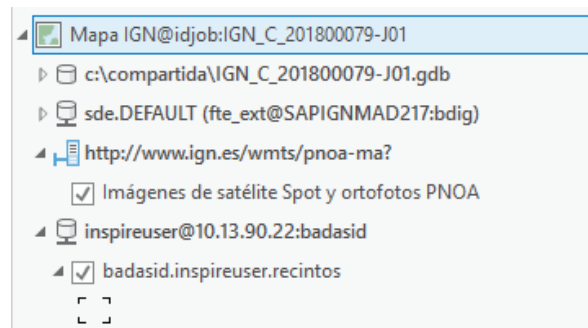 Mapa IGN@idjob:IGN_C_201800079-J01
c:\compartida\IGN_C_201800079-J01.gdb
sde.DEFAULT (fte_ext@SAPIGNMAD217:bdig)
http://www.ign.es/wmts/pnoa-ma?
Imágenes de satélite Spot y ortofotos PNOA
inspireuser@10.13.90.22:badasid
badasid.inspireuser.recintos